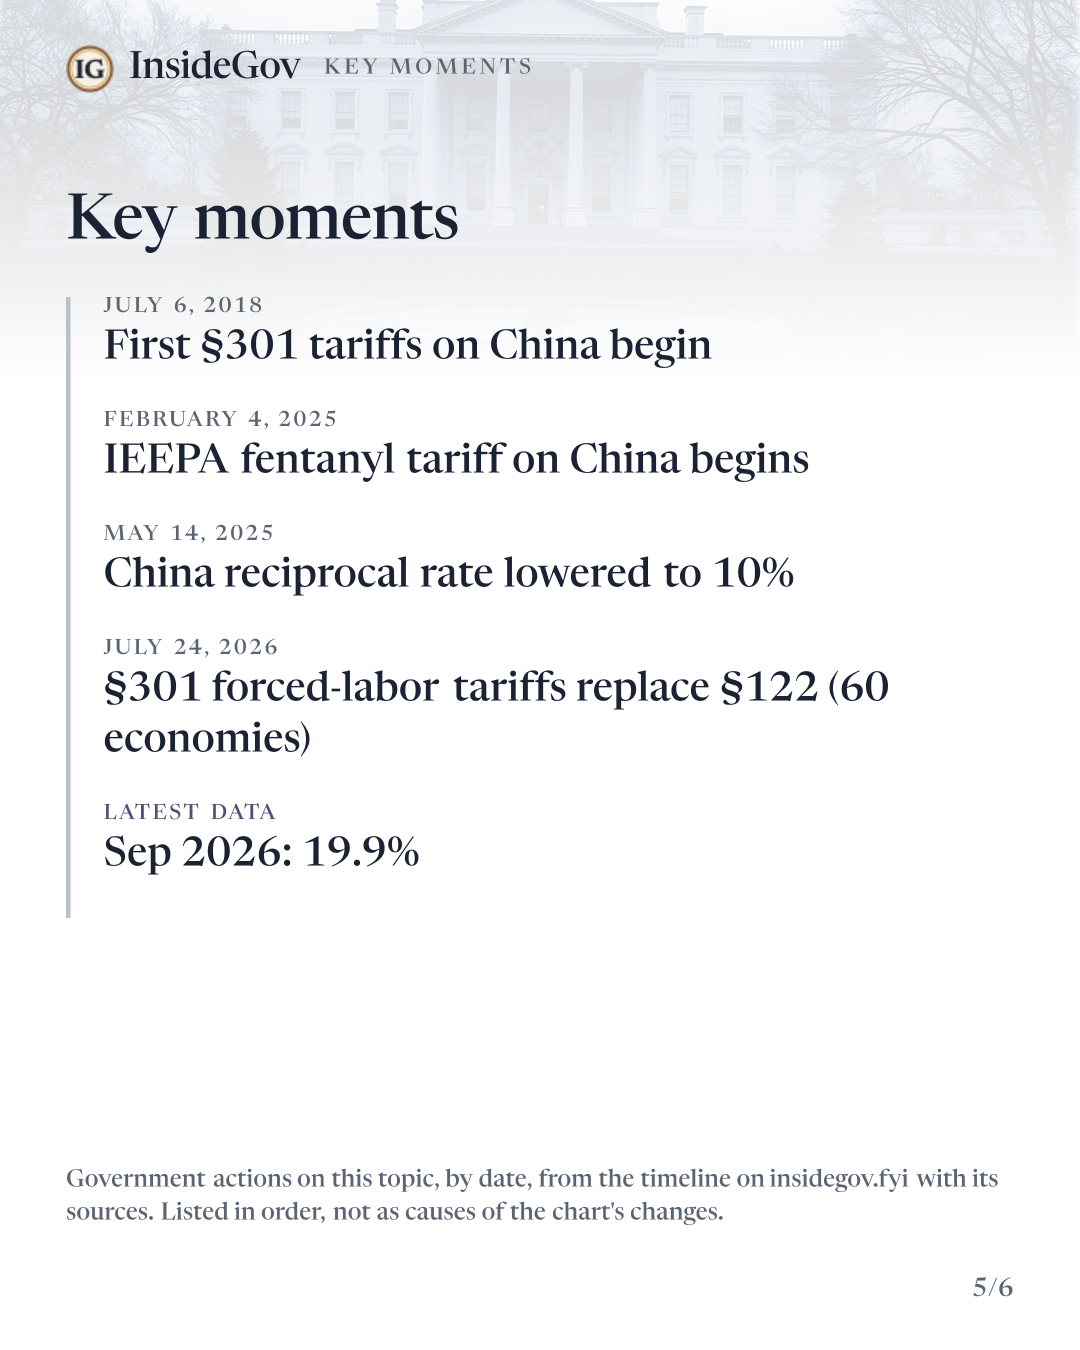 IG InsideGov KEY MOMENTS
Key moments
JULY 6, 2018
First §301 tariffs on China begin
FEBRUARY 4, 2025
IEEPA fentanyl tariff on China begins
MAY 14, 2025
China reciprocal rate lowered to 10%
JULY 24, 2026
§301 forced-labor tariffs replace §122 (60
economies)
LATEST DATA
Sep 2026: 19.9%
Government actions on this topic, by date, from the timeline on insidegov.fyi with its
sources. Listed in order, not as causes of the chart's changes.
5/6